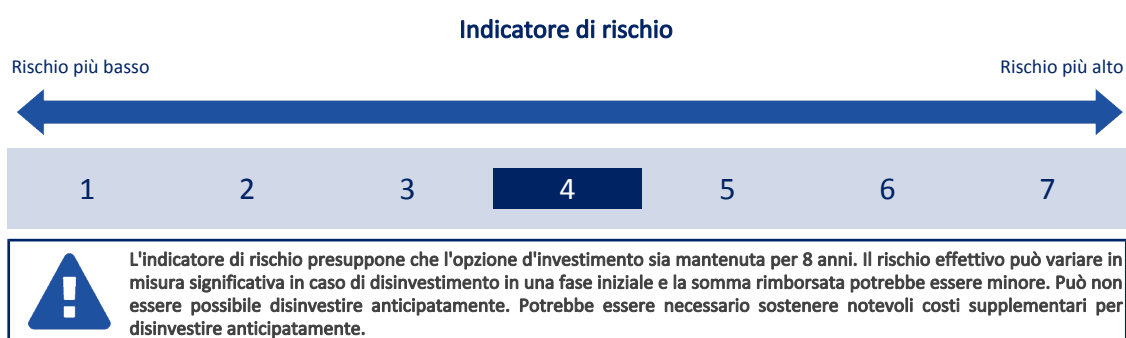 Indicatore di rischio
Rischio più basso Rischio più alto
1 2 3 4 5 6 7
L'indicatore di rischio presuppone che l'opzione d'investimento sia mantenuta per 8 anni. Il rischio effettivo può variare in
misura significativa in caso di disinvestimento in una fase iniziale e la somma rimborsata potrebbe essere minore. Può non
essere possibile disinvestire anticipatamente. Potrebbe essere necessario sostenere notevoli costi supplementari per
disinvestire anticipatamente.